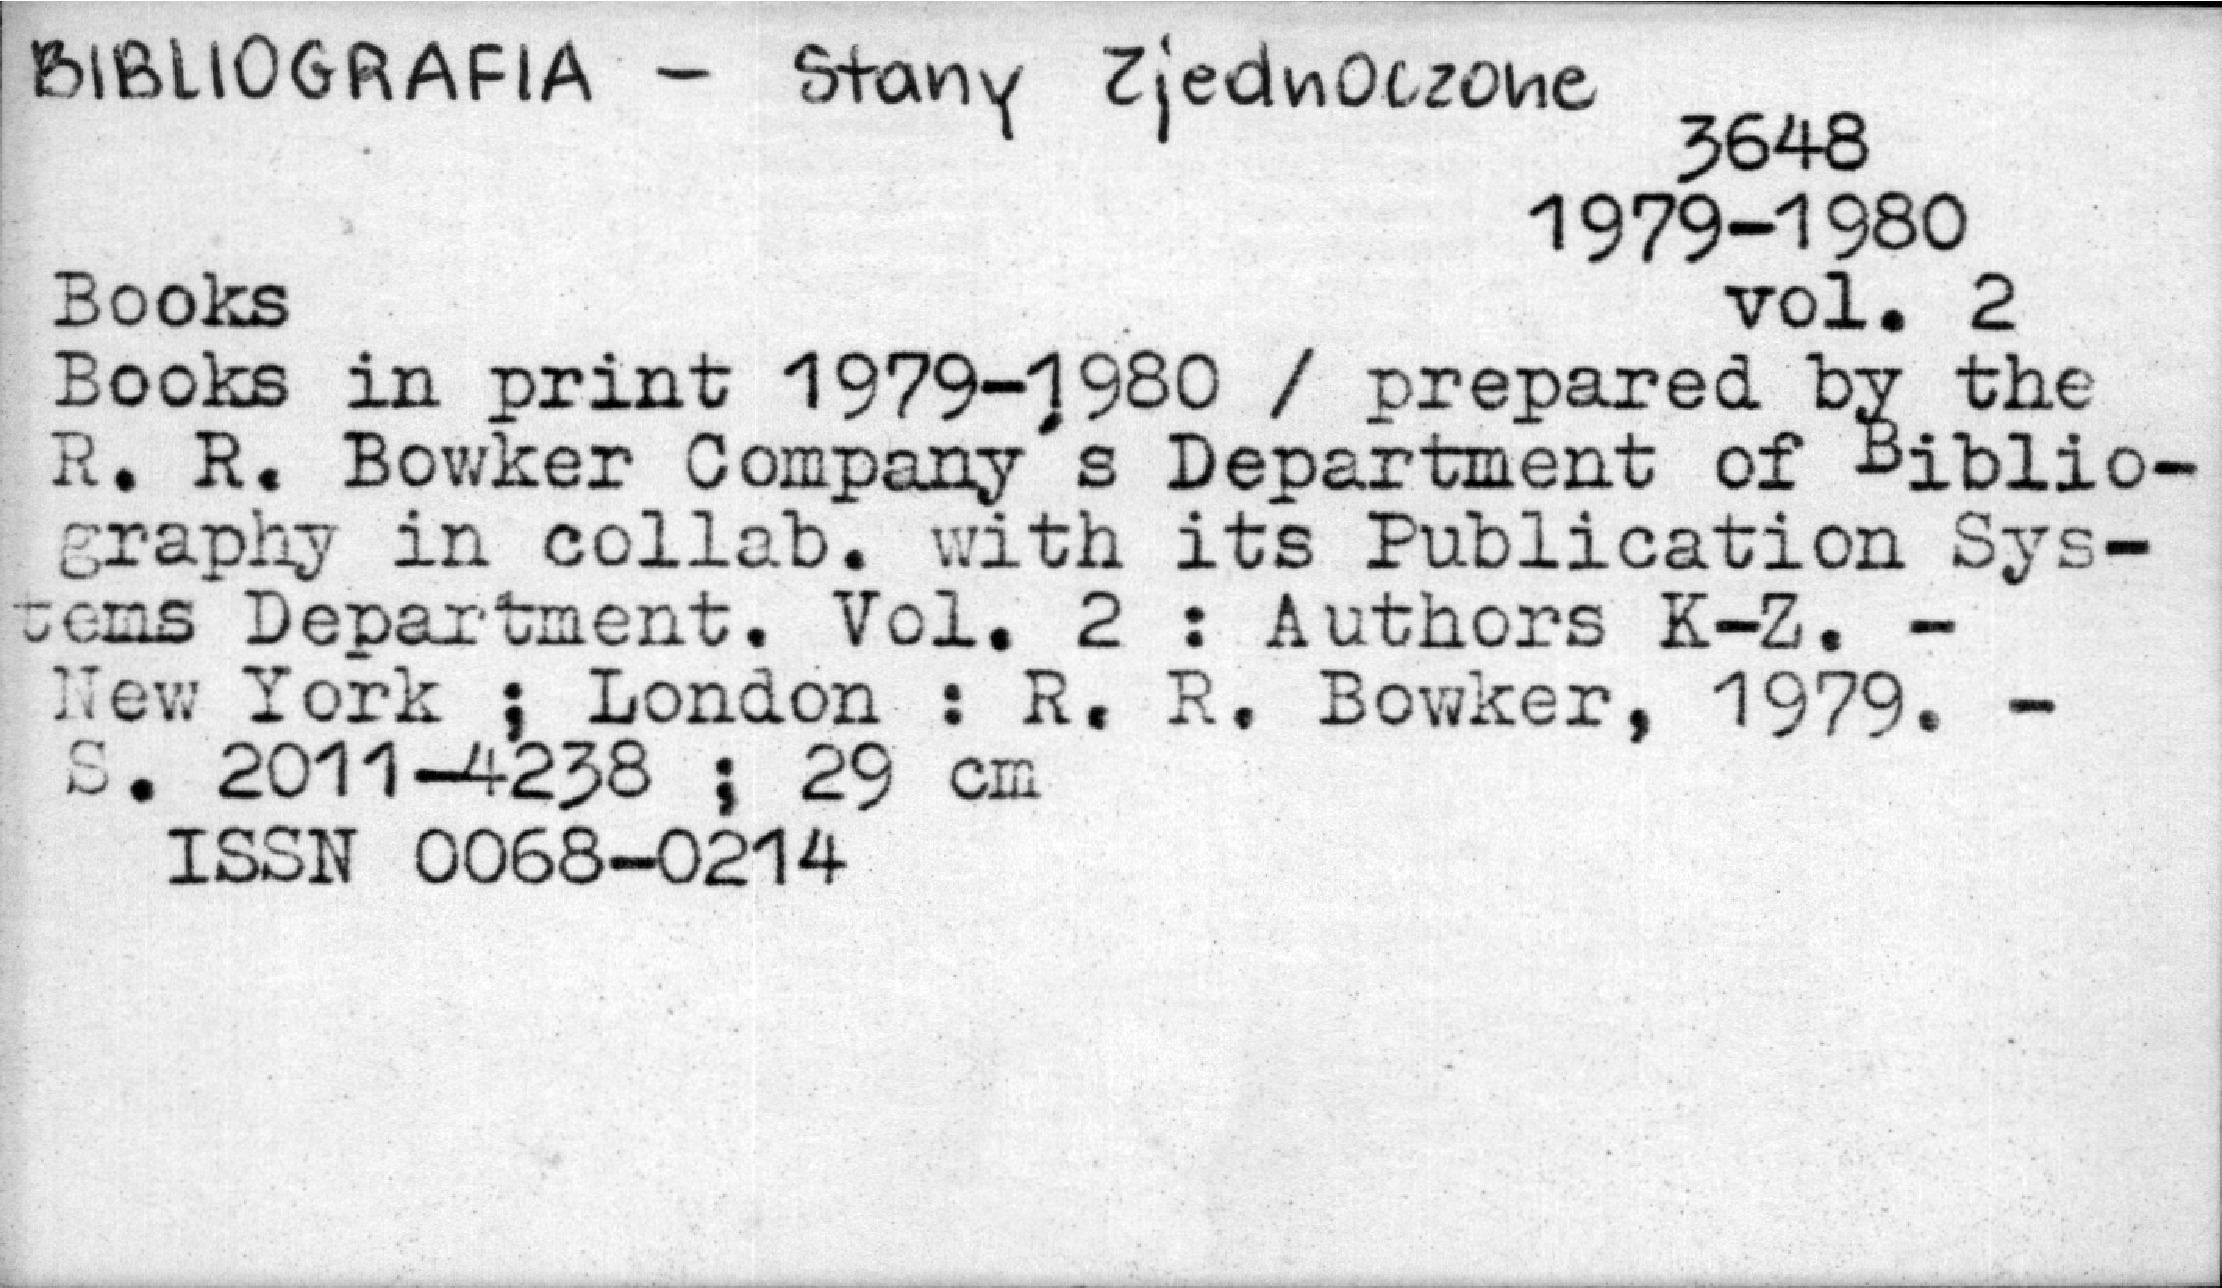 BIBLIOGRAFIA - Stany Zjednoczone
3648
1979-1980
Books vol. 2
Books in print 1979-1980 / prepared by the
R. R. Bowker Company's Department of Biblio-
graphy in collab. with its Publication Sys-
tems Department. Vol. 2 : Authors K-Z. -
New York ; London : R. R. Bowker, 1979. -
S. 2011-4238 ; 29 cm
ISSN 0068-0214